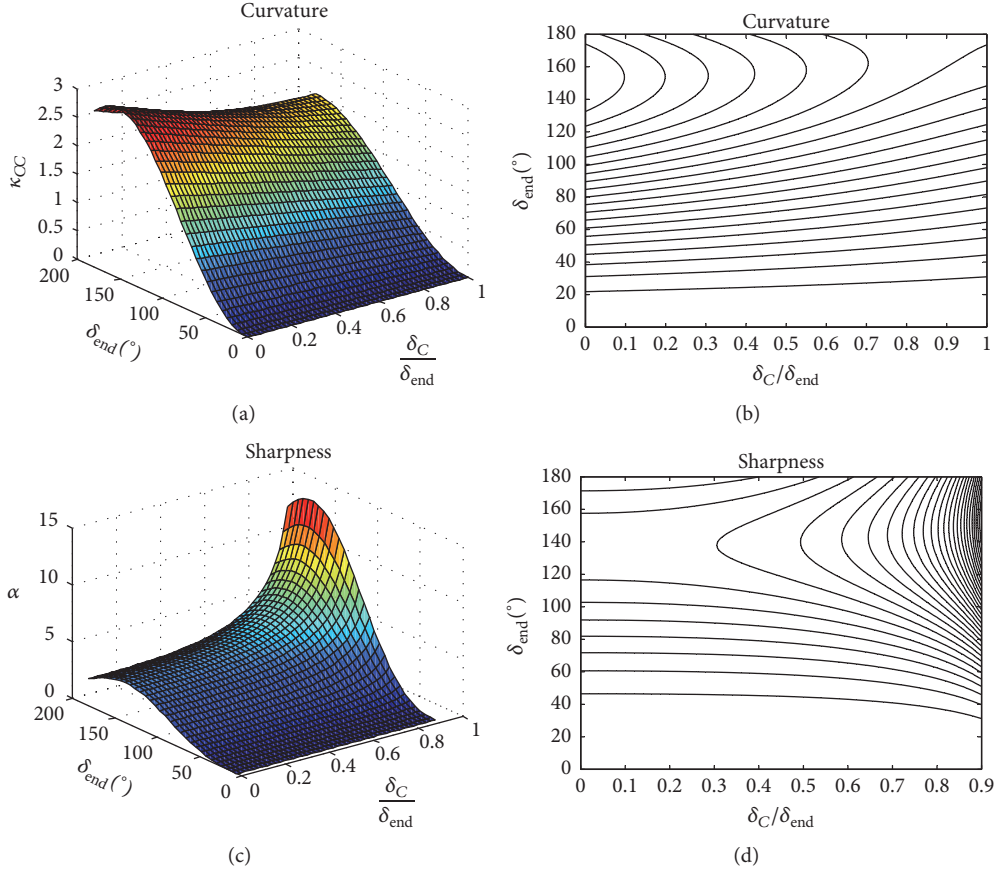 Curvature
3
2.5
2
1.5
1
0.5
0
κCC
200
150
100
50
0
δend(°)
0
0.2
0.4
0.6
0.8
1
δC
δend
(a)
Curvature
180
160
140
120
100
80
60
40
20
0
δend(°)
0 0.1 0.2 0.3 0.4 0.5 0.6 0.7 0.8 0.9 1
δC/δend
(b)
Sharpness
15
10
5
0
α
200
150
100
50
0
δend(°)
0
0.2
0.4
0.6
0.8
1
δC
δend
(c)
Sharpness
180
160
140
120
100
80
60
40
20
0
δend(°)
0 0.1 0.2 0.3 0.4 0.5 0.6 0.7 0.8 0.9
δC/δend
(d)